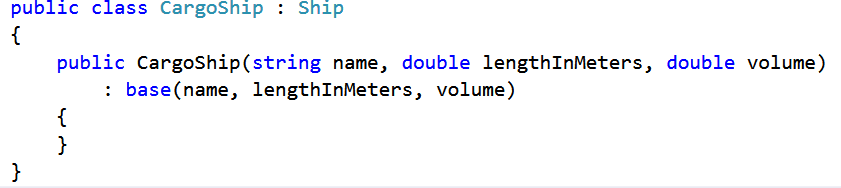 public class CargoShip : Ship
{
    public CargoShip(string name, double lengthInMeters, double volume)
        : base(name, lengthInMeters, volume)
    {
    }
}